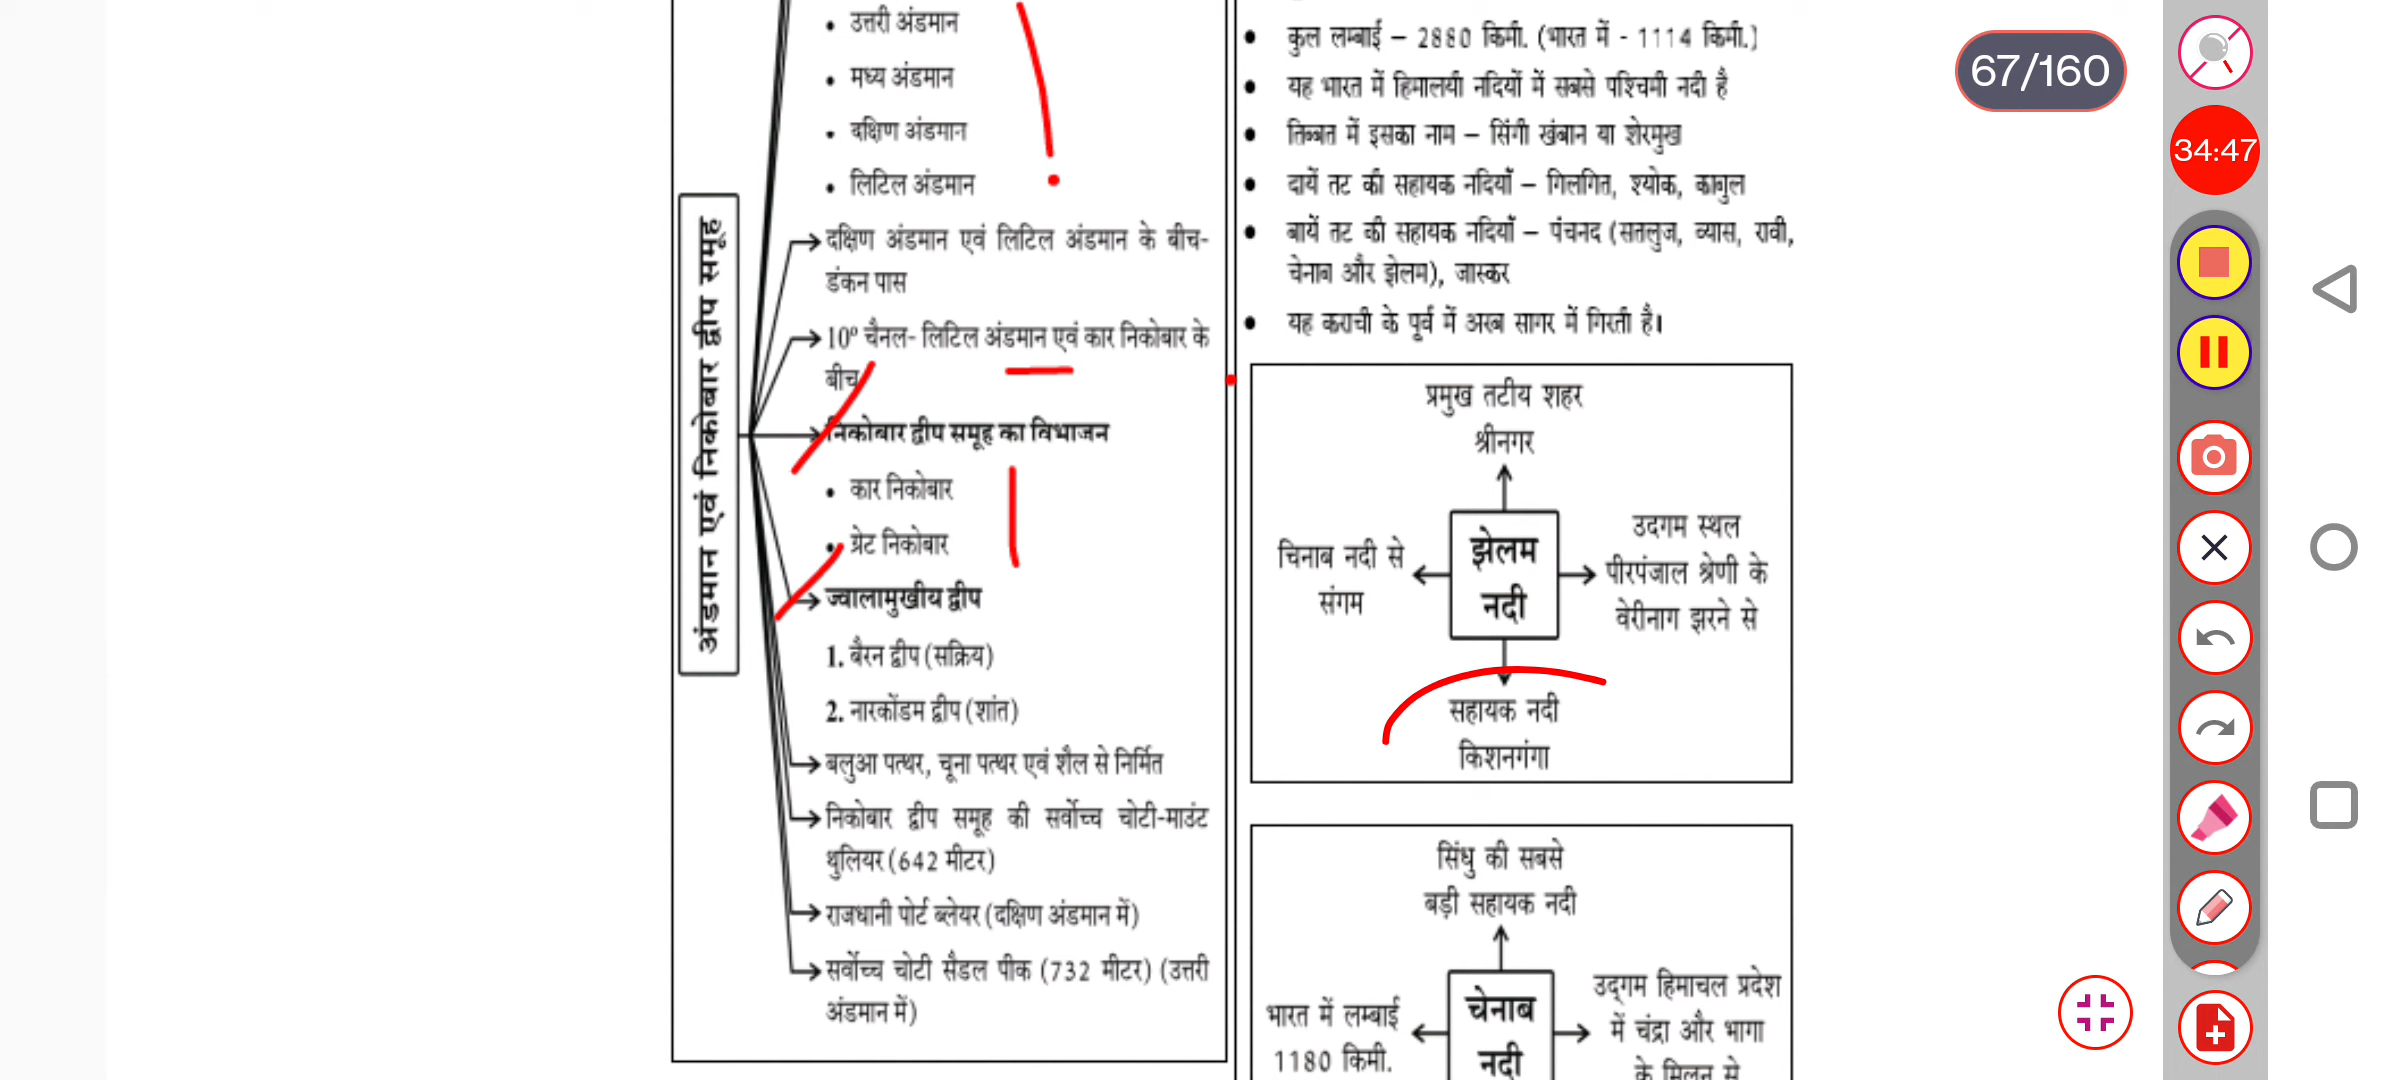 उत्तरी अंडमान
मध्य अंडमान
दक्षिण अंडमान
लिटिल अंडमान
दक्षिण अंडमान एवं लिटिल अंडमान के बीच-
डंकन पास
10° चैनल- लिटिल अंडमान एवं कार निकोबार के
बीच
निकोबार द्वीप समूह का विभाजन
कार निकोबार
ग्रेट निकोबार
ज्वालामुखीय द्वीप
1. बैरन द्वीप (सक्रिय)
2. नारकोंडम द्वीप (शांत)
बलुआ पत्थर, चूना पत्थर एवं शैल से निर्मित
निकोबार द्वीप समूह की सर्वोच्च चोटी-माउंट
थुलियर (642 मीटर)
राजधानी पोर्ट ब्लेयर (दक्षिण अंडमान में)
सर्वोच्च चोटी सैडल पीक (732 मीटर) (उत्तरी
अंडमान में)
अंडमान एवं निकोबार द्वीप समूह
कुल लम्बाई – 2880 किमी. (भारत में - 1114 किमी.)
यह भारत में हिमालयी नदियों में सबसे पश्चिमी नदी है
तिब्बत में इसका नाम – सिंगी खंबान या शेरमुख
दायें तट की सहायक नदियाँ – गिलगित, श्योक, काबुल
बायें तट की सहायक नदियाँ – पंचनद (सतलुज, व्यास, रावी,
चेनाब और झेलम), जास्कर
यह कराची के पूर्व में अरब सागर में गिरती है।
प्रमुख तटीय शहर
श्रीनगर
चिनाब नदी से
संगम
झेलम
नदी
उदगम स्थल
पीरपंजाल श्रेणी के
वेरीनाग झरने से
सहायक नदी
किशनगंगा
सिंधु की सबसे
बड़ी सहायक नदी
भारत में लम्बाई
1180 किमी.
चेनाब
नदी
उद्गम हिमाचल प्रदेश
में चंद्रा और भागा
के मिलन से
67/160
34:47